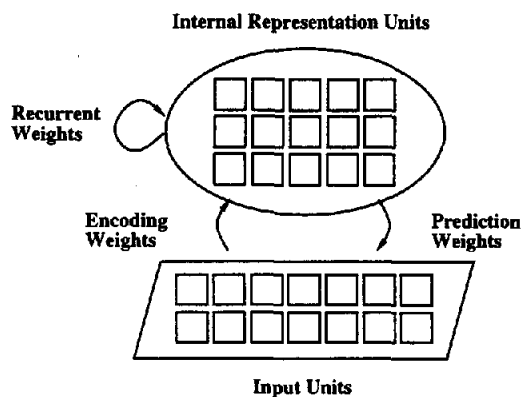 Internal Representation Units
Recurrent
Weights
Encoding
Weights
Prediction
Weights
Input Units